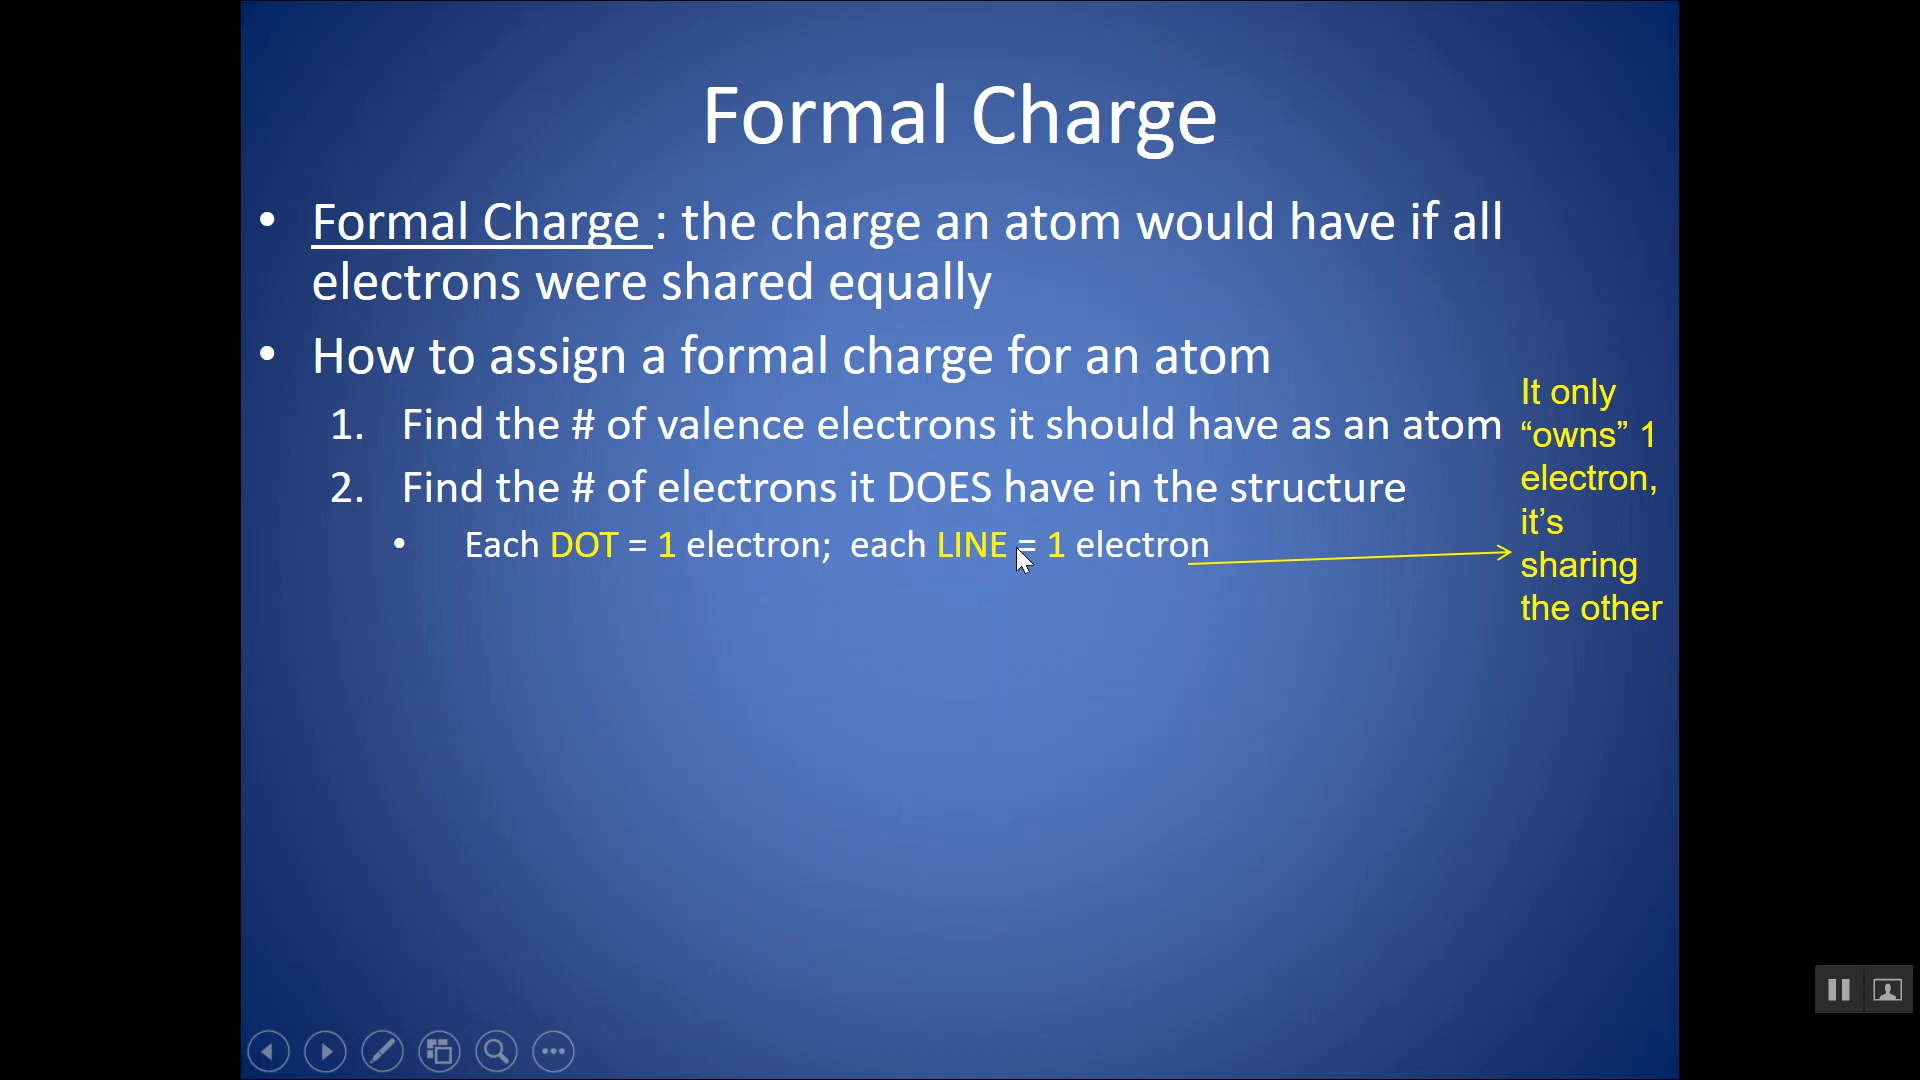 Formal Charge
• Formal Charge : the charge an atom would have if all
electrons were shared equally
• How to assign a formal charge for an atom
1. Find the # of valence electrons it should have as an atom
2. Find the # of electrons it DOES have in the structure
• Each DOT = 1 electron; each LINE = 1 electron
It only
“owns” 1
electron,
it’s
sharing
the other